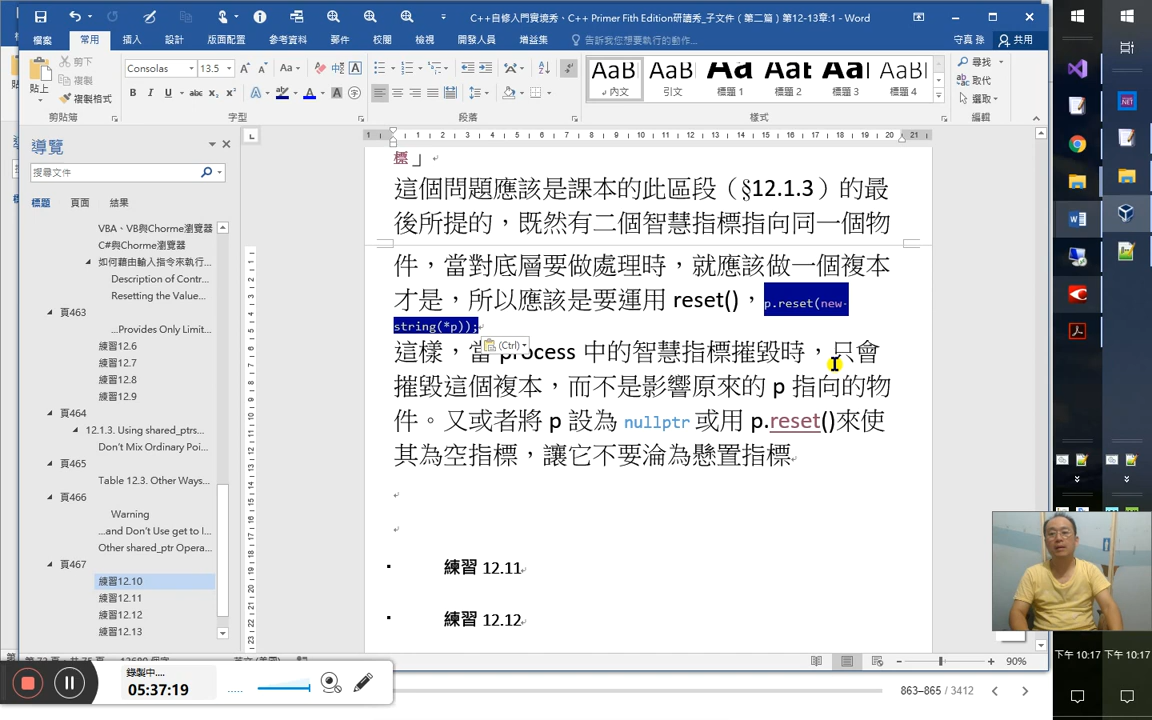 C++自修入門實境秀、C++ Primer Fith Edition研讀秀_子文件（第二篇）第12-13章:1 - Word
檔案 常用 插入 設計 版面配置 參考資料 郵件 校閱 檢視 開發人員 增益集 告訴我您想要執行的動作... 守真 孫 共用
貼上
剪下
複製
複製格式
Consolas 13.5
AaB AaB AaB AaB AaB AaBl
內文 引文 標題 1 標題 2 標題 3 標題 4
尋找
取代
選取
剪貼簿 字型 段落 樣式 編輯
導覽
搜尋文件
標題 頁面 結果
VBA、VB與Chorme瀏覽器
C#與Chorme瀏覽器
如何藉由輸入指令來執行...
Description of Contr...
Resetting the Value...
頁463
...Provides Only Limit...
練習12.6
練習12.7
練習12.8
練習12.9
頁464
12.1.3. Using shared_ptrs...
Don't Mix Ordinary Poi...
頁465
Table 12.3. Other Ways...
頁466
Warning
...and Don't Use get to I...
Other shared_ptr Opera...
頁467
練習12.10
練習12.11
練習12.12
練習12.13
標」
這個問題應該是課本的此區段（§12.1.3）的最
後所提的，既然有二個智慧指標指向同一個物
件，當對底層要做處理時，就應該做一個複本
才是，所以應該是要運用 reset()，p.reset(new
string(*p));
(Ctrl)
這樣，當 process 中的智慧指標摧毀時，只會
摧毀這個複本，而不是影響原來的 p 指向的物
件。又或者將 p 設為 nullptr 或用 p.reset()來使
其為空指標，讓它不要淪為懸置指標
練習 12.11
練習 12.12
90%
錄製中....
05:37:19
863–865 / 3412
下午 10:17 下午 10:17